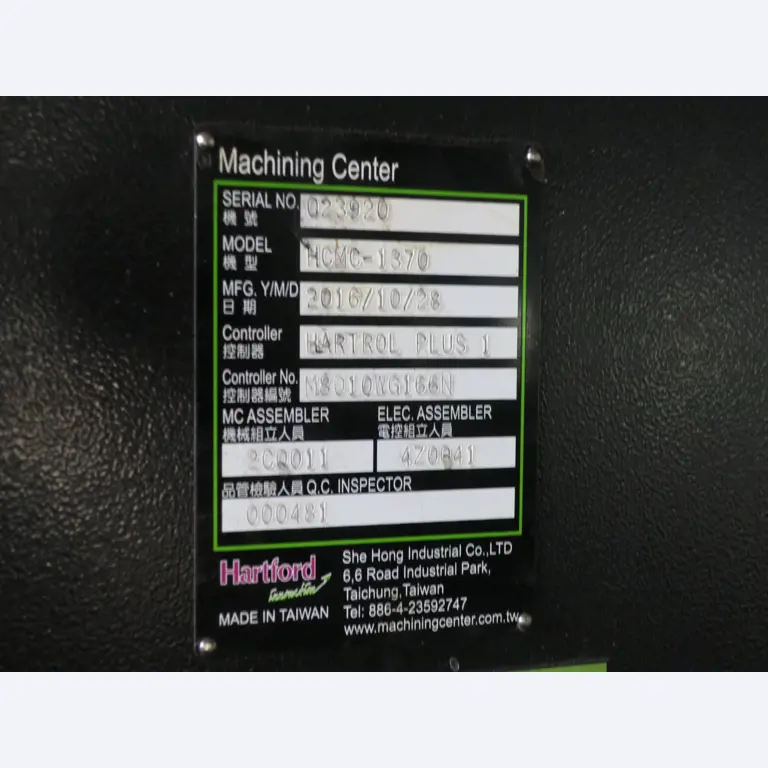 Machining Center
SERIAL NO. 023920
機 號
MODEL HCMC-1370
機 型
MFG. Y/M/D 2016/10/28
日 期
Controller HARTROL PLUS 1
控制器
Controller No. M8010WG166N
控制器編號
MC ASSEMBLER ELEC. ASSEMBLER
機械組立人員 電控組立人員
2C0011 4Z0041
品管檢驗人員 Q.C. INSPECTOR
000481
Hartford
Innovation
MADE IN TAIWAN
She Hong Industrial Co.,LTD
6,6 Road Industrial Park,
Taichung,Taiwan
Tel: 886-4-23592747
www.machiningcenter.com.tw